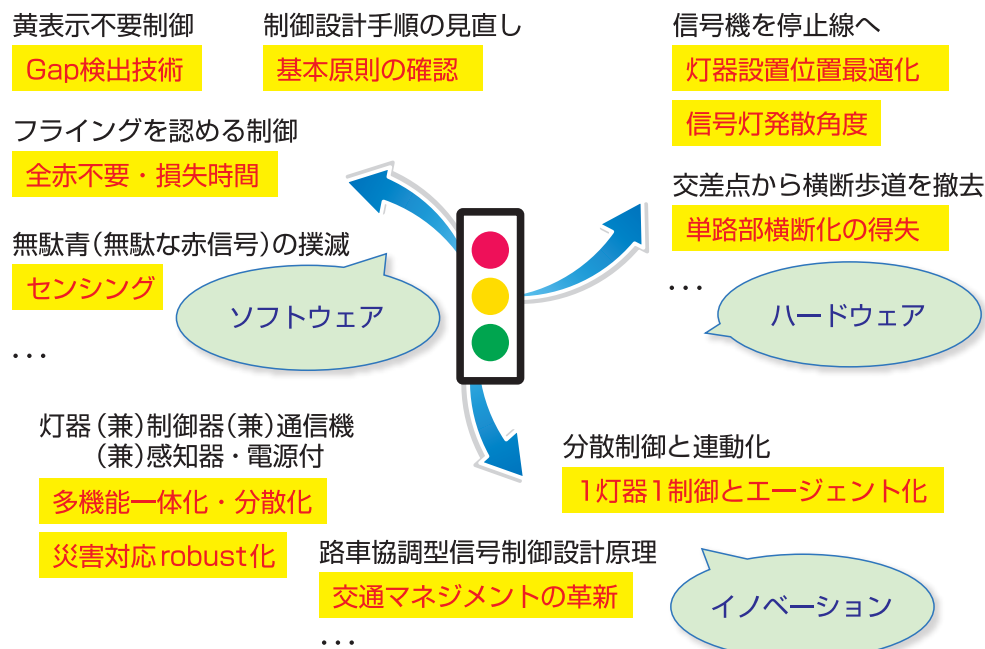 黄表示不要制御
Gap検出技術
制御設計手順の見直し
基本原則の確認
フライングを認める制御
全赤不要・損失時間
無駄青(無駄な赤信号)の撲滅
センシング
...
ソフトウェア
信号機を停止線へ
灯器設置位置最適化
信号灯発散角度
交差点から横断歩道を撤去
単路部横断化の得失
...
ハードウェア
灯器(兼)制御器(兼)通信機
(兼)感知器・電源付
多機能一体化・分散化
災害対応robust化
分散制御と連動化
1灯器1制御とエージェント化
路車協調型信号制御設計原理
交通マネジメントの革新
...
イノベーション